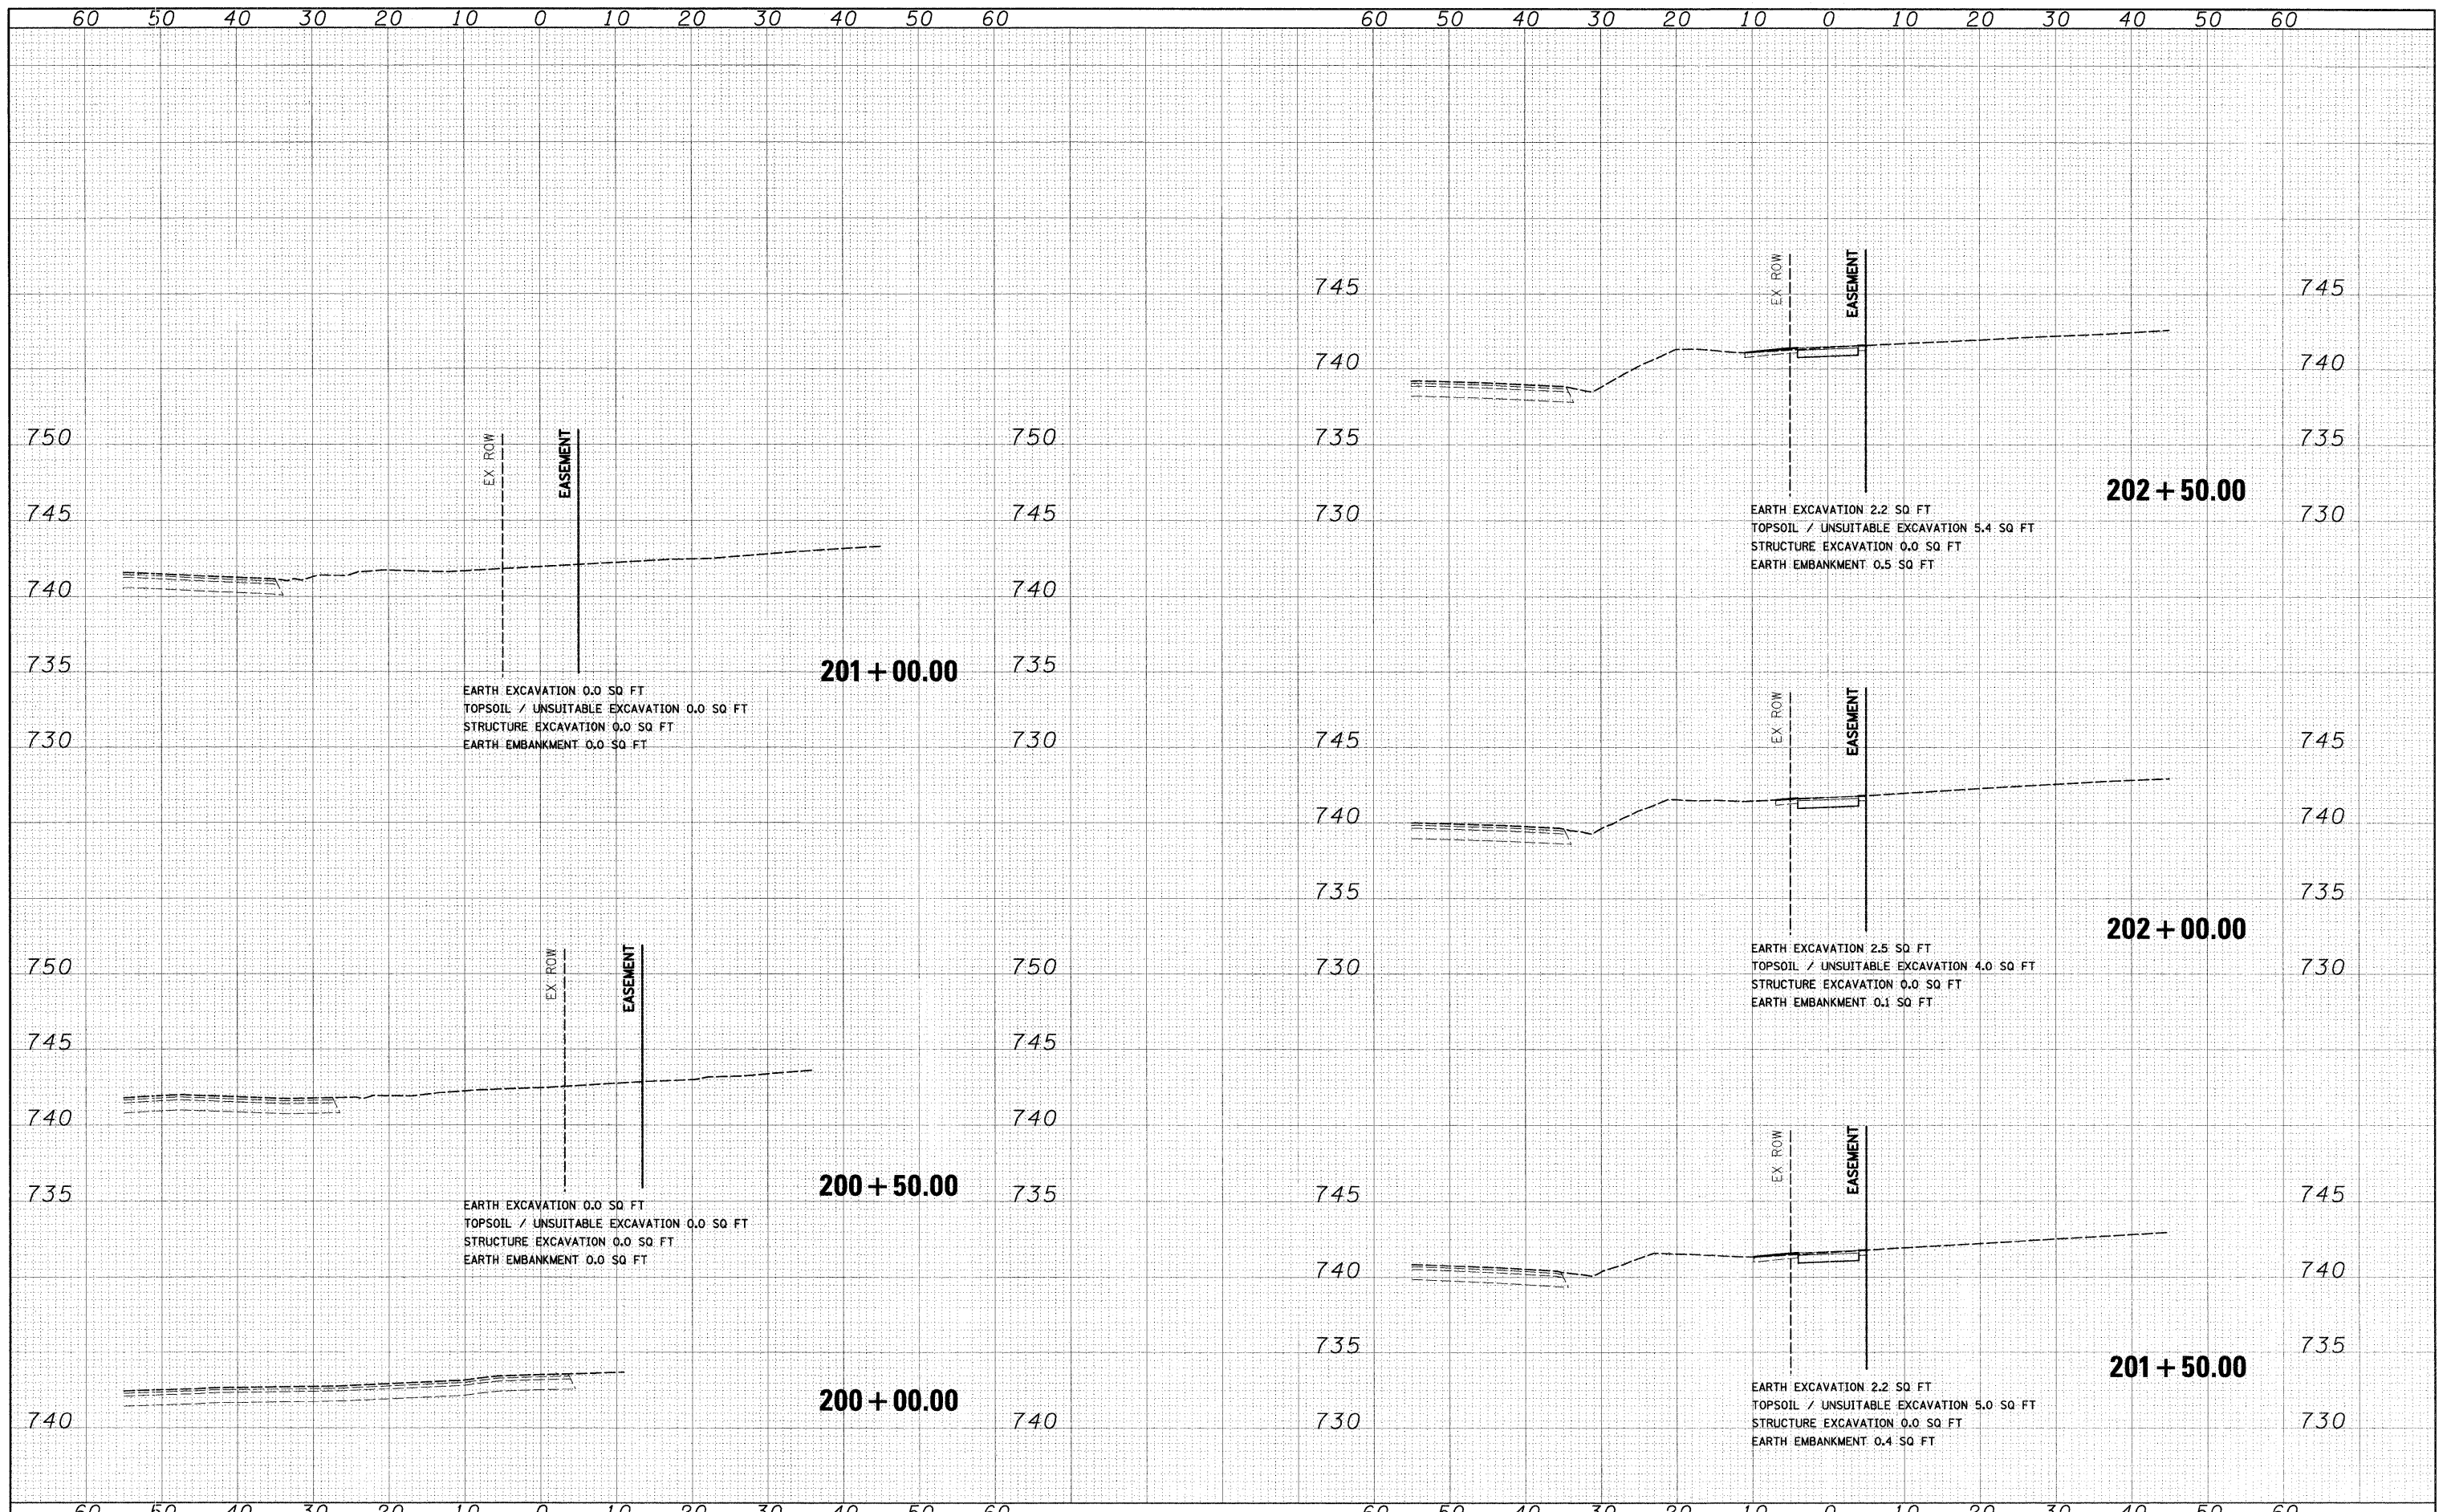 60 50 40 30 20 10 0 10 20 30 40 50 60
60 50 40 30 20 10 0 10 20 30 40 50 60
750 750
EX ROW
EASEMENT
745 745
740 740
735 735
201+00.00
EARTH EXCAVATION 0.0 SQ FT
TOPSOIL / UNSUITABLE EXCAVATION 0.0 SQ FT
STRUCTURE EXCAVATION 0.0 SQ FT
EARTH EMBANKMENT 0.0 SQ FT
730 730
750 750
EX ROW
EASEMENT
745 745
740 740
735 735
200+50.00
EARTH EXCAVATION 0.0 SQ FT
TOPSOIL / UNSUITABLE EXCAVATION 0.0 SQ FT
STRUCTURE EXCAVATION 0.0 SQ FT
EARTH EMBANKMENT 0.0 SQ FT
200+00.00
740 740
745 745
EX ROW
EASEMENT
740 740
735 735
202+50.00
730 730
EARTH EXCAVATION 2.2 SQ FT
TOPSOIL / UNSUITABLE EXCAVATION 5.4 SQ FT
STRUCTURE EXCAVATION 0.0 SQ FT
EARTH EMBANKMENT 0.5 SQ FT
745 745
EX ROW
EASEMENT
740 740
735 735
202+00.00
730 730
EARTH EXCAVATION 2.5 SQ FT
TOPSOIL / UNSUITABLE EXCAVATION 4.0 SQ FT
STRUCTURE EXCAVATION 0.0 SQ FT
EARTH EMBANKMENT 0.1 SQ FT
745 745
EX ROW
EASEMENT
740 740
735 735
201+50.00
EARTH EXCAVATION 2.2 SQ FT
TOPSOIL / UNSUITABLE EXCAVATION 5.0 SQ FT
STRUCTURE EXCAVATION 0.0 SQ FT
EARTH EMBANKMENT 0.4 SQ FT
730 730
60 50 40 30 20 10 0 10 20 30 40 50 60
60 50 40 30 20 10 0 10 20 30 40 50 60